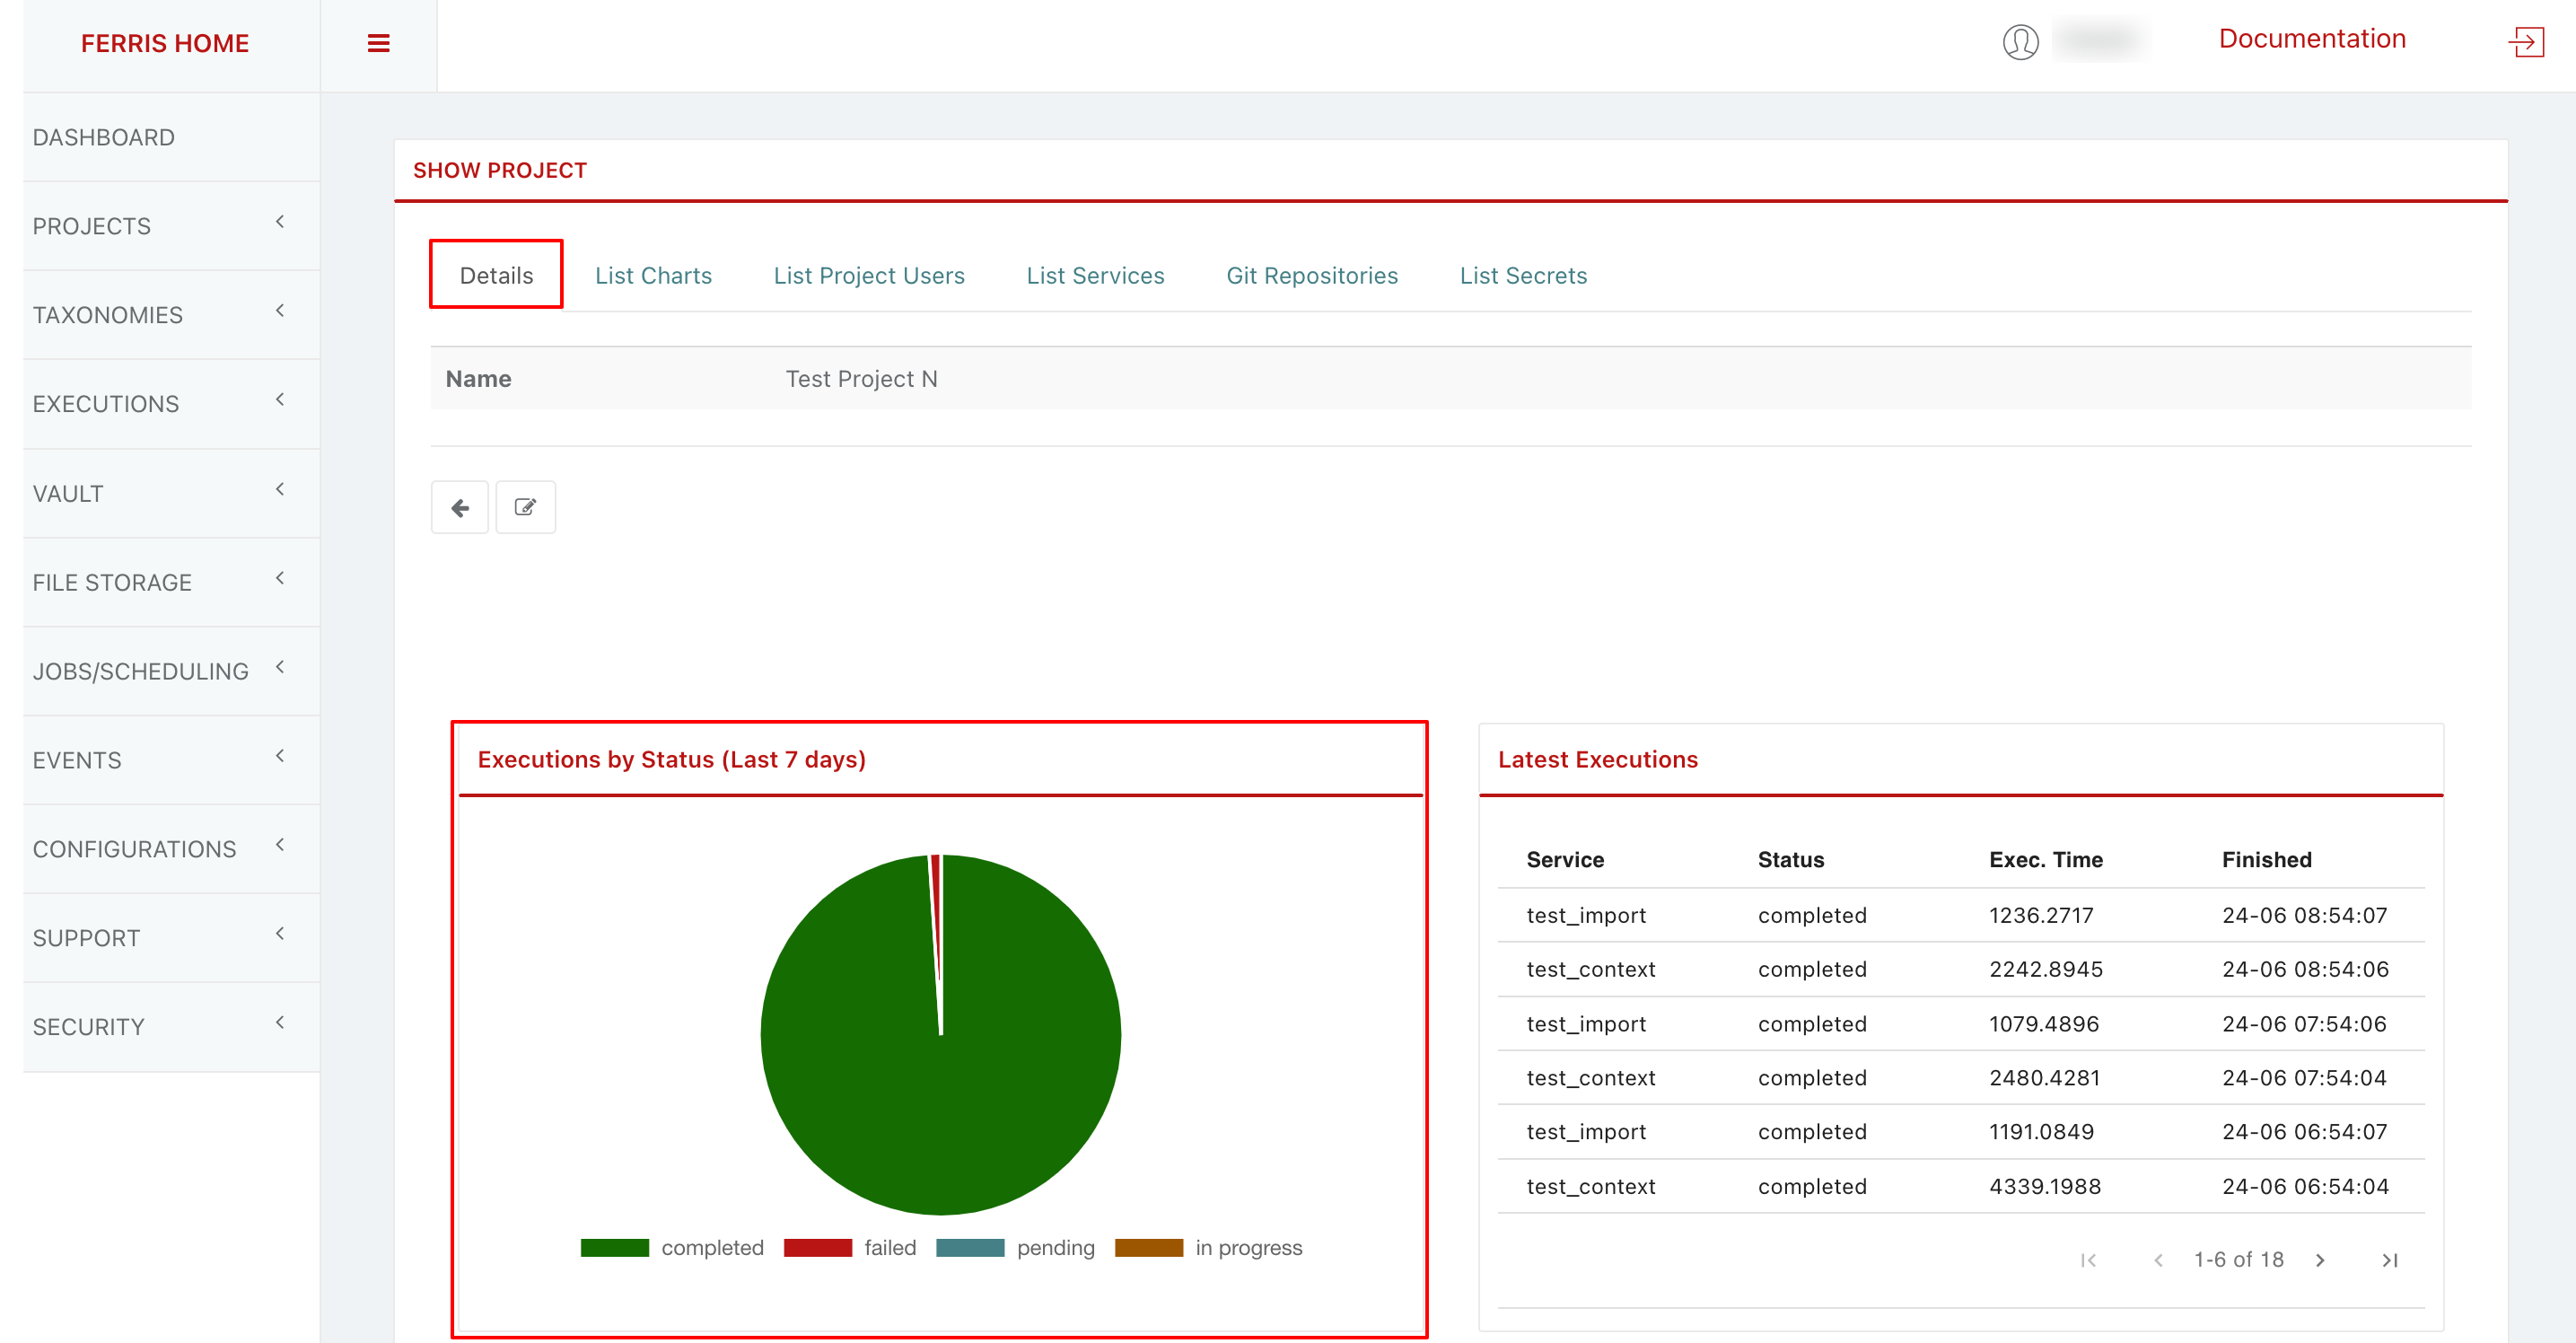 FERRIS HOME
Documentation
DASHBOARD
PROJECTS
TAXONOMIES
EXECUTIONS
VAULT
FILE STORAGE
JOBS/SCHEDULING
EVENTS
CONFIGURATIONS
SUPPORT
SECURITY
SHOW PROJECT
Details List Charts List Project Users List Services Git Repositories List Secrets
Name Test Project N
Executions by Status (Last 7 days)
completed failed pending in progress
Latest Executions
Service Status Exec. Time Finished
test_import completed 1236.2717 24-06 08:54:07
test_context completed 2242.8945 24-06 08:54:06
test_import completed 1079.4896 24-06 07:54:06
test_context completed 2480.4281 24-06 07:54:04
test_import completed 1191.0849 24-06 06:54:07
test_context completed 4339.1988 24-06 06:54:04
1-6 of 18